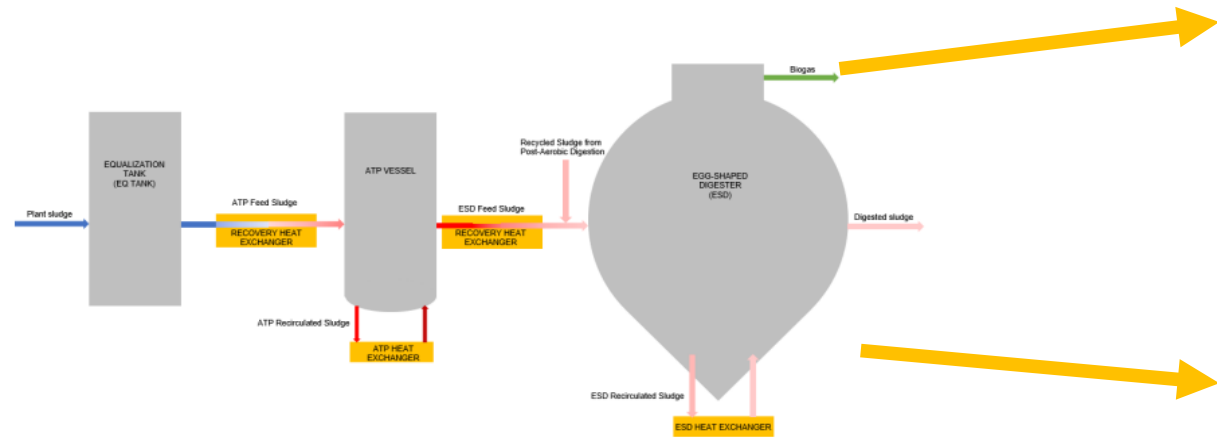 Biogas
EQUALIZATION
TANK
(EQ TANK)
ATP VESSEL
Recycled Sludge from
Post-Aerobic Digestion
EGG-SHAPED
DIGESTER
(ESD)
Plant sludge
ATP Feed Sludge
RECOVERY HEAT
EXCHANGER
ESD Feed Sludge
RECOVERY HEAT
EXCHANGER
Digested sludge
ATP Recirculated Sludge
ATP HEAT
EXCHANGER
ESD Recirculated Sludge
ESD HEAT EXCHANGER